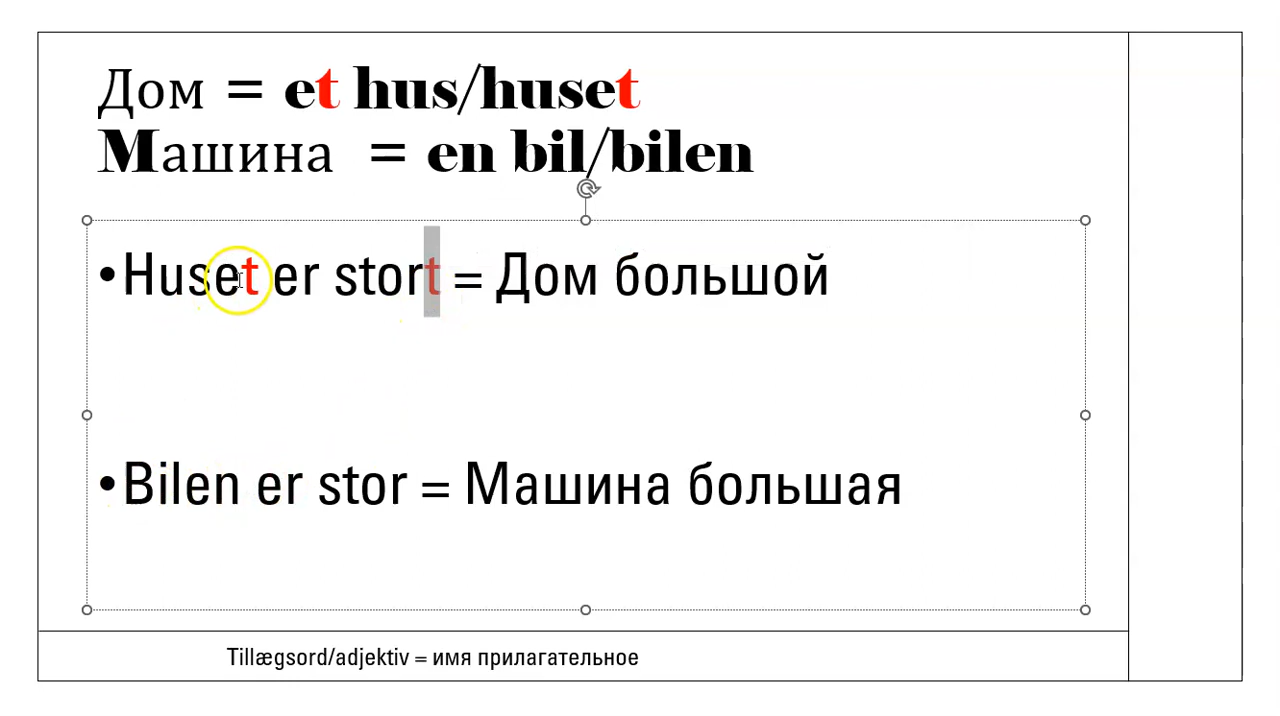 Дом = et hus/huset
Машина = en bil/bilen
•Huset er stort = Дом большой
•Bilen er stor = Машина большая
Tillægsord/adjektiv = имя прилагательное